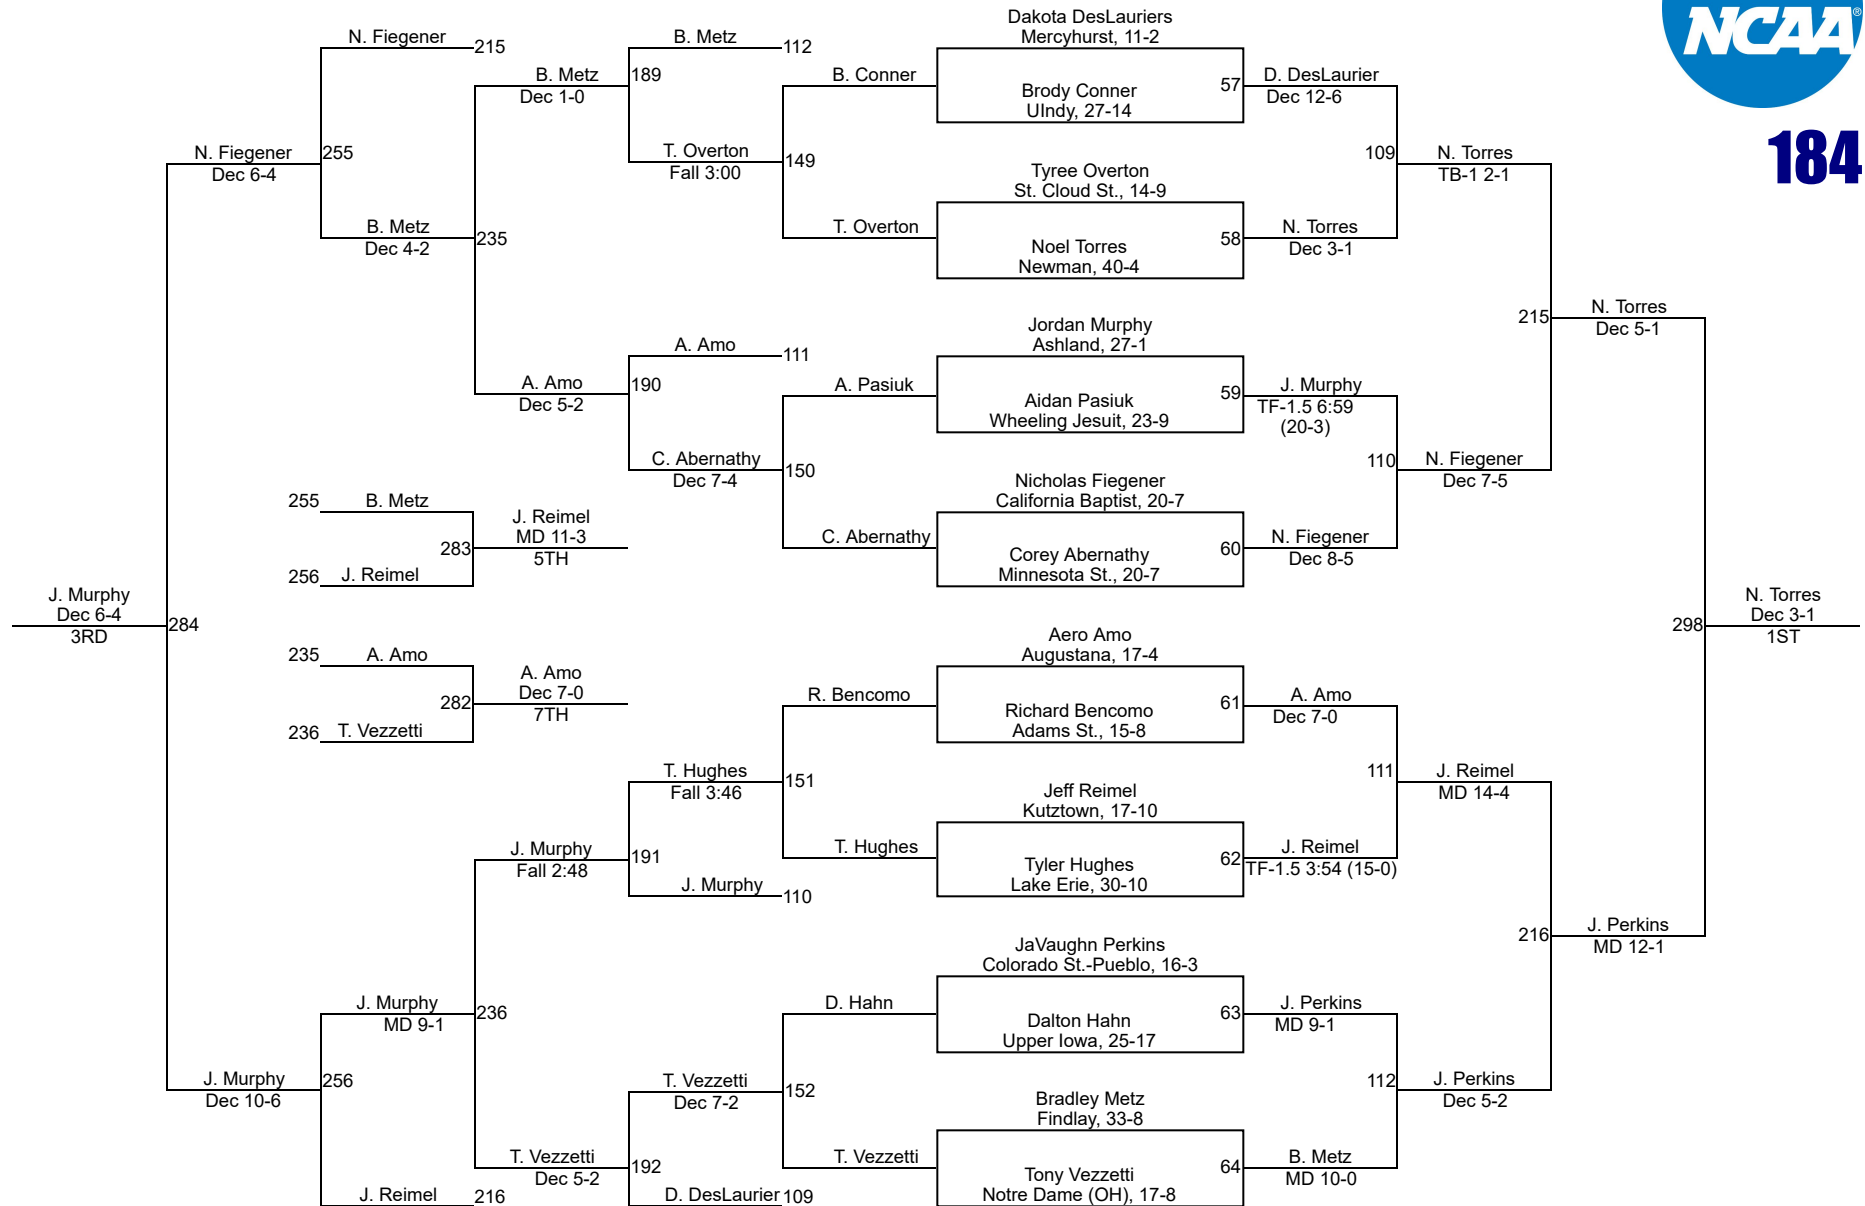 NCAA®
184
N. Fiegener
215
B. Metz
Dec 1-0
189
B. Metz
112
B. Conner
T. Overton
Fall 3:00
149
T. Overton
N. Fiegener
Dec 6-4
255
B. Metz
Dec 4-2
235
A. Amo
Dec 5-2
190
A. Amo
111
A. Pasiuk
C. Abernathy
Dec 7-4
150
C. Abernathy
255
B. Metz
256
J. Reimel
283
J. Reimel
MD 11-3
5TH
J. Murphy
Dec 6-4
3RD
284
235
A. Amo
236
T. Vezzetti
282
A. Amo
Dec 7-0
7TH
R. Bencomo
T. Hughes
Fall 3:46
151
T. Hughes
J. Murphy
Fall 2:48
191
J. Murphy
110
J. Murphy
MD 9-1
236
D. Hahn
J. Murphy
Dec 10-6
256
T. Vezzetti
Dec 7-2
152
T. Vezzetti
T. Vezzetti
Dec 5-2
192
J. Reimel
216
D. DesLaurier
109
Dakota DesLauriers
Mercyhurst, 11-2
Brody Conner
UIndy, 27-14
57
D. DesLaurier
Dec 12-6
Tyree Overton
St. Cloud St., 14-9
Noel Torres
Newman, 40-4
58
N. Torres
Dec 3-1
109
N. Torres
TB-1 2-1
Jordan Murphy
Ashland, 27-1
Aidan Pasiuk
Wheeling Jesuit, 23-9
59
J. Murphy
TF-1.5 6:59
(20-3)
Nicholas Fiegener
California Baptist, 20-7
Corey Abernathy
Minnesota St., 20-7
60
N. Fiegener
Dec 8-5
110
N. Fiegener
Dec 7-5
215
N. Torres
Dec 5-1
Aero Amo
Augustana, 17-4
Richard Bencomo
Adams St., 15-8
61
A. Amo
Dec 7-0
Jeff Reimel
Kutztown, 17-10
Tyler Hughes
Lake Erie, 30-10
62
J. Reimel
TF-1.5 3:54 (15-0)
111
J. Reimel
MD 14-4
JaVaughn Perkins
Colorado St.-Pueblo, 16-3
Dalton Hahn
Upper Iowa, 25-17
63
J. Perkins
MD 9-1
Bradley Metz
Findlay, 33-8
Tony Vezzetti
Notre Dame (OH), 17-8
64
B. Metz
MD 10-0
112
J. Perkins
Dec 5-2
216
J. Perkins
MD 12-1
298
N. Torres
Dec 3-1
1ST